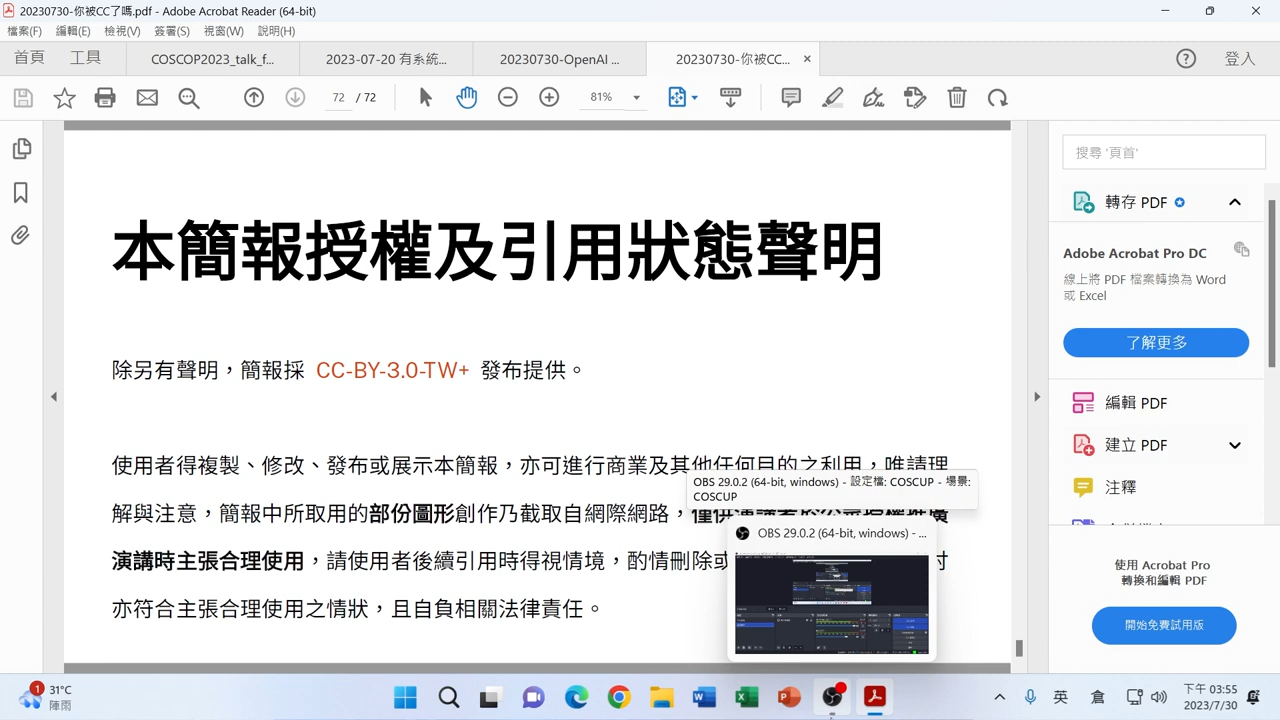 20230730-你被CC了嗎.pdf - Adobe Acrobat Reader (64-bit)
檔案(F) 編輯(E) 檢視(V) 簽署(S) 視窗(W) 說明(H)
首頁 工具 COSCOP2023_talk_f... 2023-07-20 有系統... 20230730-OpenAI ... 20230730-你被CC... × 登入
72 / 72 81%
搜尋 '頁首'
轉存 PDF
Adobe Acrobat Pro DC
線上將 PDF 檔案轉換為 Word
或 Excel
了解更多
編輯 PDF
建立 PDF
注釋
使用 Acrobat Pro
轉換和編輯 PDF
開始免費試用版
本簡報授權及引用狀態聲明
除另有聲明，簡報採 CC-BY-3.0-TW+ 發布提供。
使用者得複製、修改、發布或展示本簡報，亦可進行商業及其他任何目的之利用，唯請理
解與注意，簡報中所取用的部份圖形創作乃截取自網際網路，僅供演講者於公眾授權推廣
演講時主張合理使用，請使用者後續引用時得視情境，酌情刪除或
主張合理使用之情狀，且自負相關法律責任。
OBS 29.0.2 (64-bit, windows) - 設定檔: COSCUP - 場景:
COSCUP
OBS 29.0.2 (64-bit, windows) - ...
1 31°C
陣雨
英
下午 03:55
2023/7/30